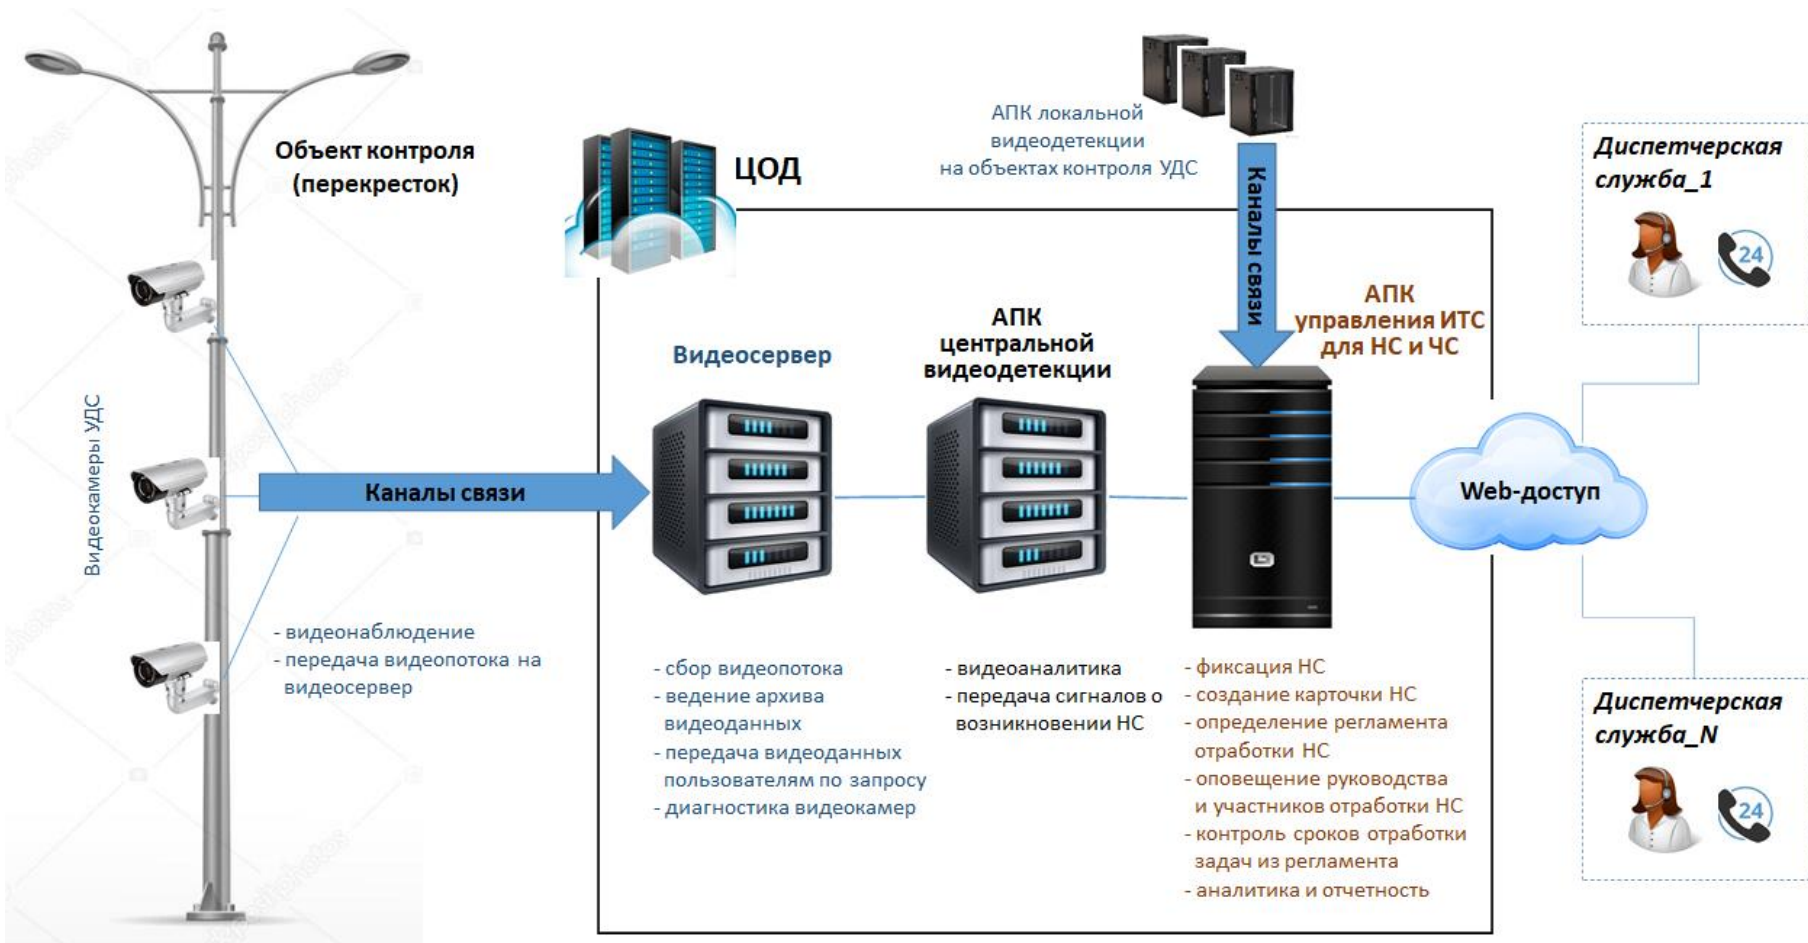 АПК локальной
видеодетекции
на объектах контроля УДС
Объект контроля
(перекресток)
ЦОД
Каналы связи
Диспетчерская
служба_1
24
Видеокамеры УДС
Каналы связи
- видеонаблюдение
- передача видеопотока на
видеосервер
Видеосервер
- сбор видеопотока
- ведение архива
видеоданных
- передача видеоданных
пользователям по запросу
- диагностика видеокамер
АПК
центральной
видеодетекции
- видеоаналитика
- передача сигналов о
возникновении НС
АПК
управления ИТС
для НС и ЧС
- фиксация НС
- создание карточки НС
- определение регламента
отработки НС
- оповещение руководства
и участников отработки НС
- контроль сроков отработки
задач из регламента
- аналитика и отчетность
Web-доступ
Диспетчерская
служба_N
24